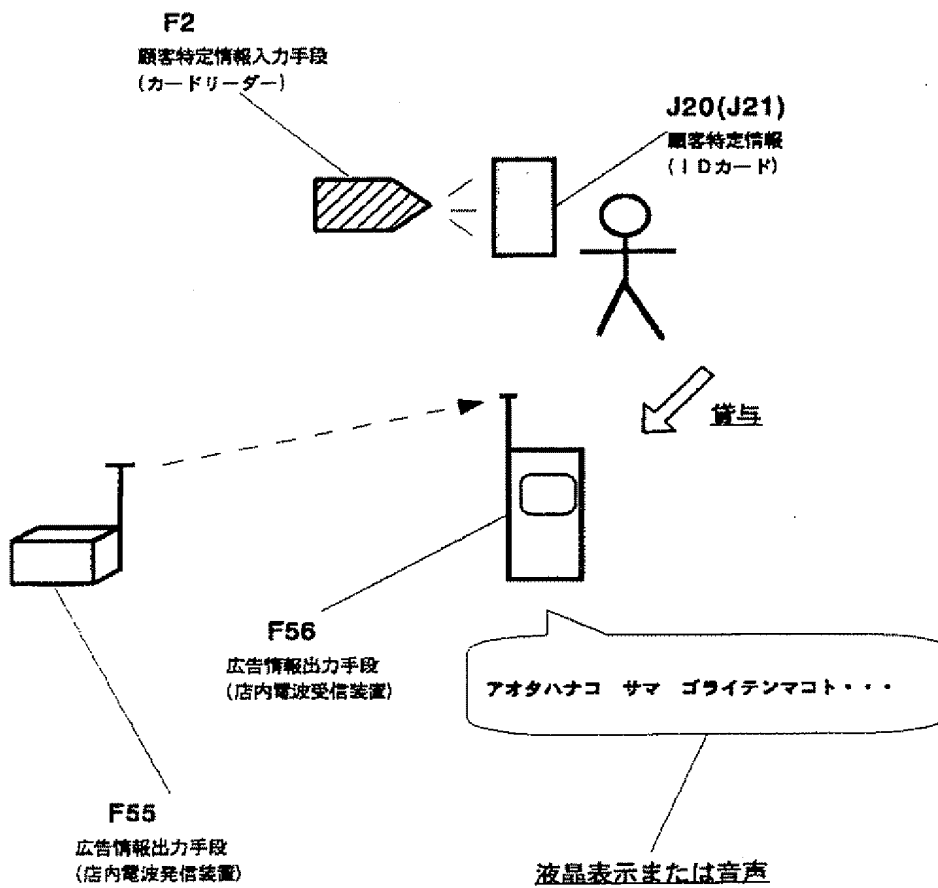 F2
顧客特定情報入力手段
(カードリーダー)
J20(J21)
顧客特定情報
(IDカード)
貸与
F56
広告情報出力手段
(店内電波受信装置)
アオタハナコ サマ ゴライテンマコト・・・
F55
広告情報出力手段
(店内電波発信装置)
液晶表示または音声